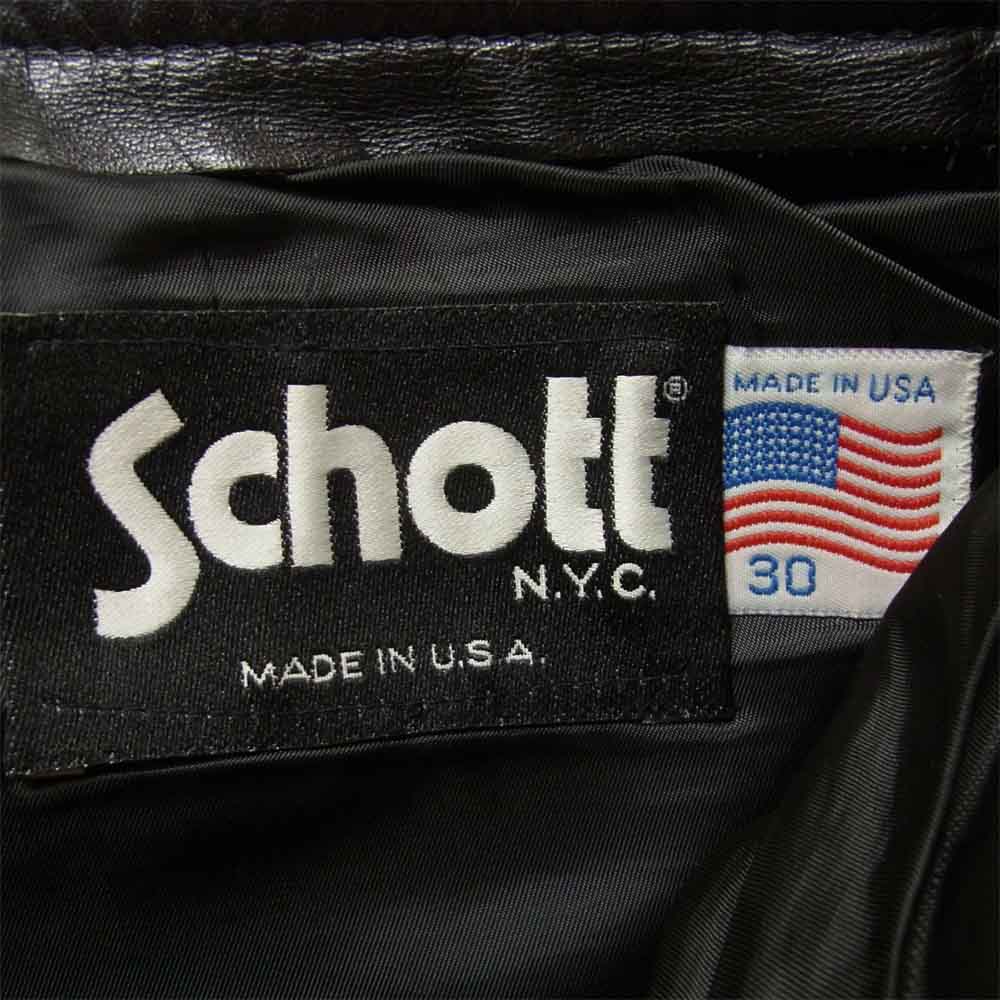 Schott®
N.Y.C.
MADE IN U.S.A.
MADE IN USA
30